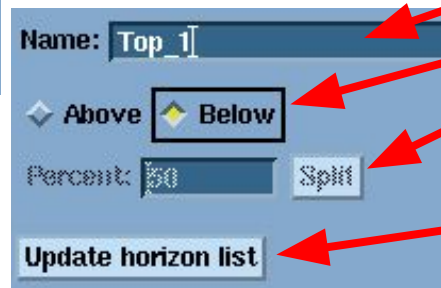 Name: Top_1
Above Below
Percent: 50 Split
Update horizon list